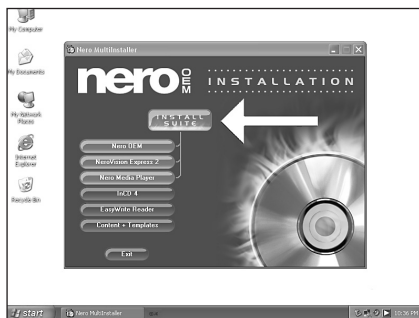 My Computer
My Documents
My Network
Places
Internet
Explorer
Recycle Bin
Nero MultiInstaller
nero OEM
INSTALLATION
INSTALL
SUITE
Nero OEM
NeroVision Express 2
Nero Media Player
InCD 4
EasyWrite Reader
Content + Templates
Exit
start
Nero MultiInstaller
10:36 PM